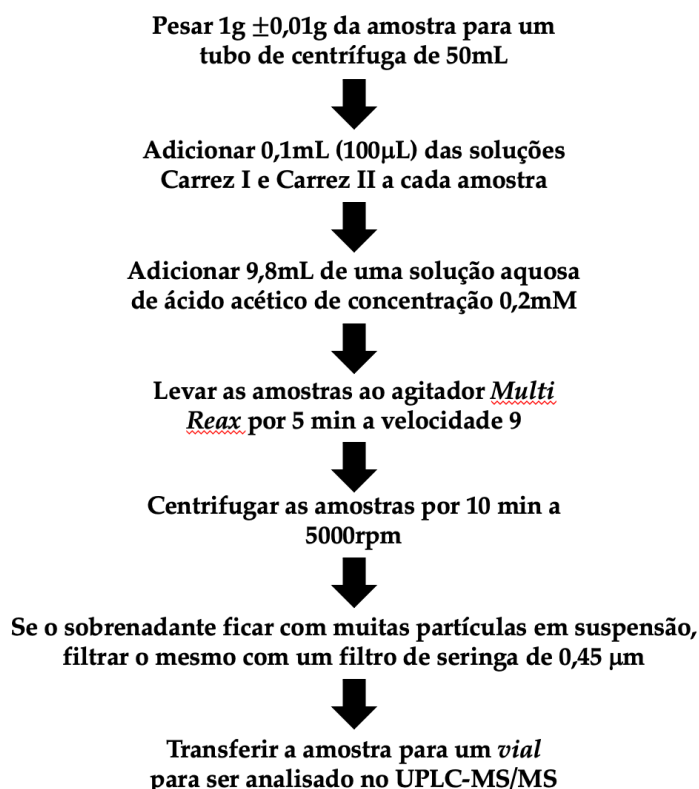 Pesar 1g ±0,01g da amostra para um
tubo de centrífuga de 50mL
Adicionar 0,1mL (100μL) das soluções
Carrez I e Carrez II a cada amostra
Adicionar 9,8mL de uma solução aquosa
de ácido acético de concentração 0,2mM
Levar as amostras ao agitador Multi
Reax por 5 min a velocidade 9
Centrifugar as amostras por 10 min a
5000rpm
Se o sobrenadante ficar com muitas partículas em suspensão,
filtrar o mesmo com um filtro de seringa de 0,45 μm
Transferir a amostra para um vial
para ser analisado no UPLC-MS/MS